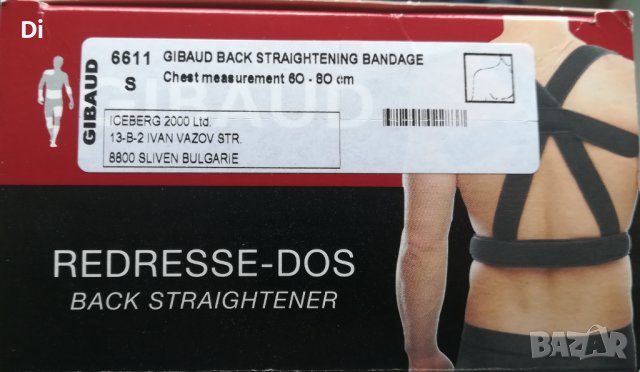 Di
6611 GIBAUD BACK STRAIGHTENING BANDAGE
S Chest measurement 60 - 80 cm
GIBAUD
GIBAUD
ICEBERG 2000 Ltd.
13-B-2 IVAN VAZOV STR.
8800 SLIVEN BULGARIE
REDRESSE-DOS
BACK STRAIGHTENER
BAZAR